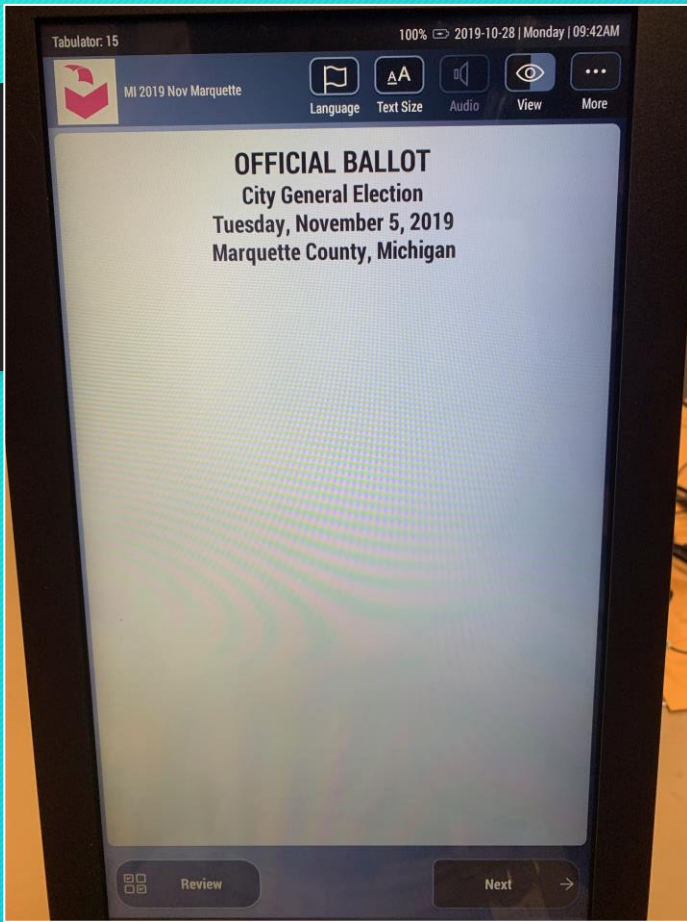 Tabulator: 15
100% 2019-10-28 | Monday | 09:42AM
MI 2019 Nov Marquette
Language
AA Text Size
Audio
View
More
OFFICIAL BALLOT
City General Election
Tuesday, November 5, 2019
Marquette County, Michigan
Review
Next